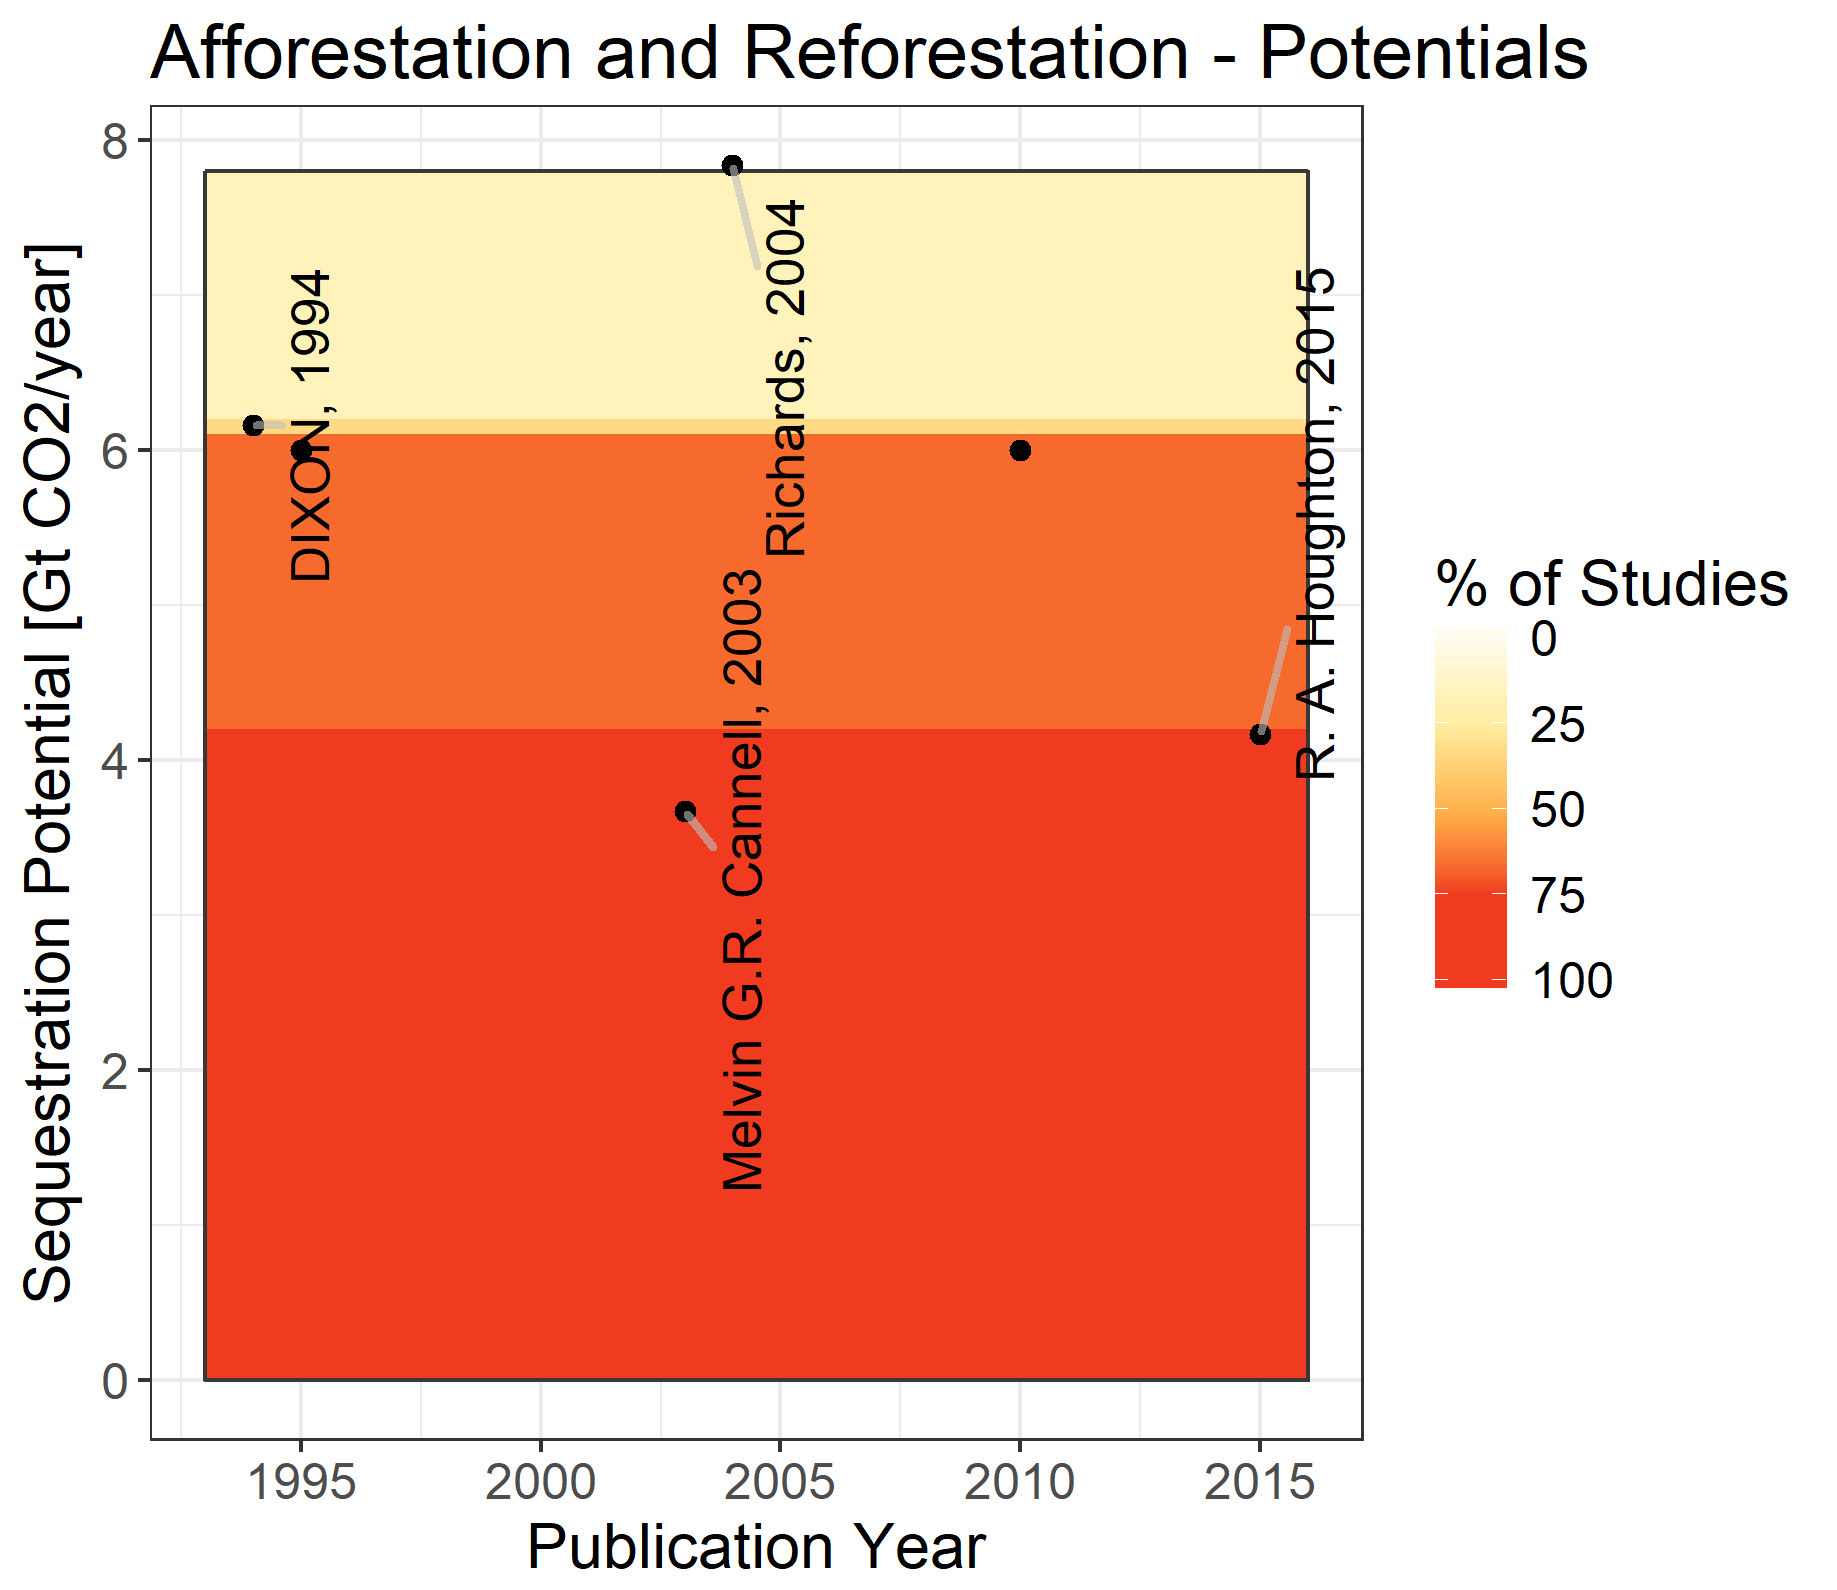 Afforestation and Reforestation - Potentials
Sequestration Potential [Gt CO2/year]
8
6
4
2
0
DIXON, 1994
Melvin G.R. Cannell, 2003
Richards, 2004
R. A. Houghton, 2015
1995
2000
2005
2010
2015
Publication Year
% of Studies
0
25
50
75
100